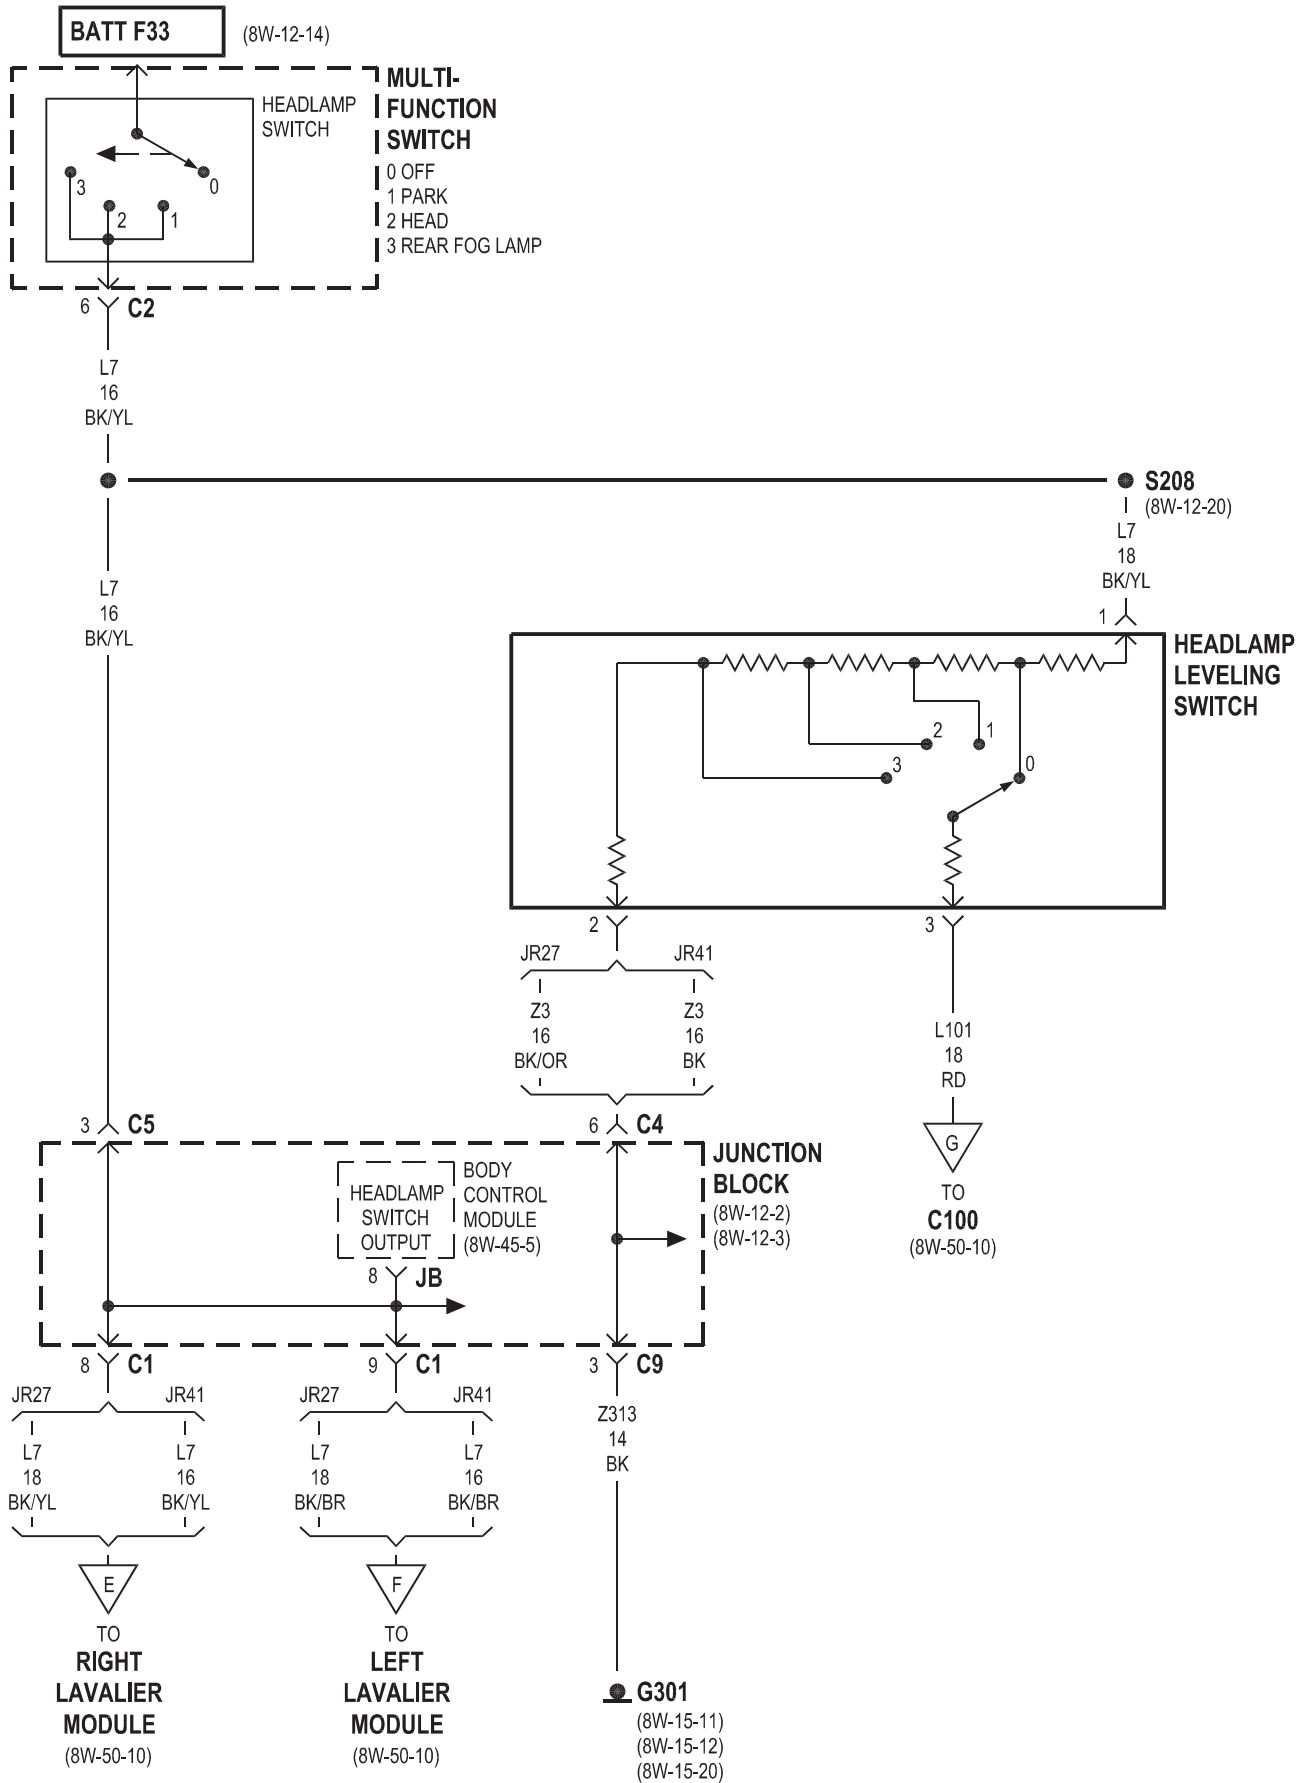 BATT F33
(8W-12-14)
MULTI-
FUNCTION
SWITCH
0 OFF
1 PARK
2 HEAD
3 REAR FOG LAMP
HEADLAMP
SWITCH
3
0
2
1
6
C2
L7
16
BK/YL
S208
(8W-12-20)
L7
18
BK/YL
L7
16
BK/YL
1
HEADLAMP
LEVELING
SWITCH
2
1
3
0
2
3
JR27
JR41
Z3
16
BK/OR
Z3
16
BK
L101
18
RD
3
C5
6
C4
G
TO
C100
(8W-50-10)
JUNCTION
BLOCK
(8W-12-2)
(8W-12-3)
HEADLAMP
SWITCH
OUTPUT
BODY
CONTROL
MODULE
(8W-45-5)
8
JB
8
C1
9
C1
3
C9
JR27
JR41
L7
18
BK/YL
L7
16
BK/YL
JR27
JR41
L7
18
BK/BR
L7
16
BK/BR
Z313
14
BK
E
TO
RIGHT
LAVALIER
MODULE
(8W-50-10)
F
TO
LEFT
LAVALIER
MODULE
(8W-50-10)
G301
(8W-15-11)
(8W-15-12)
(8W-15-20)